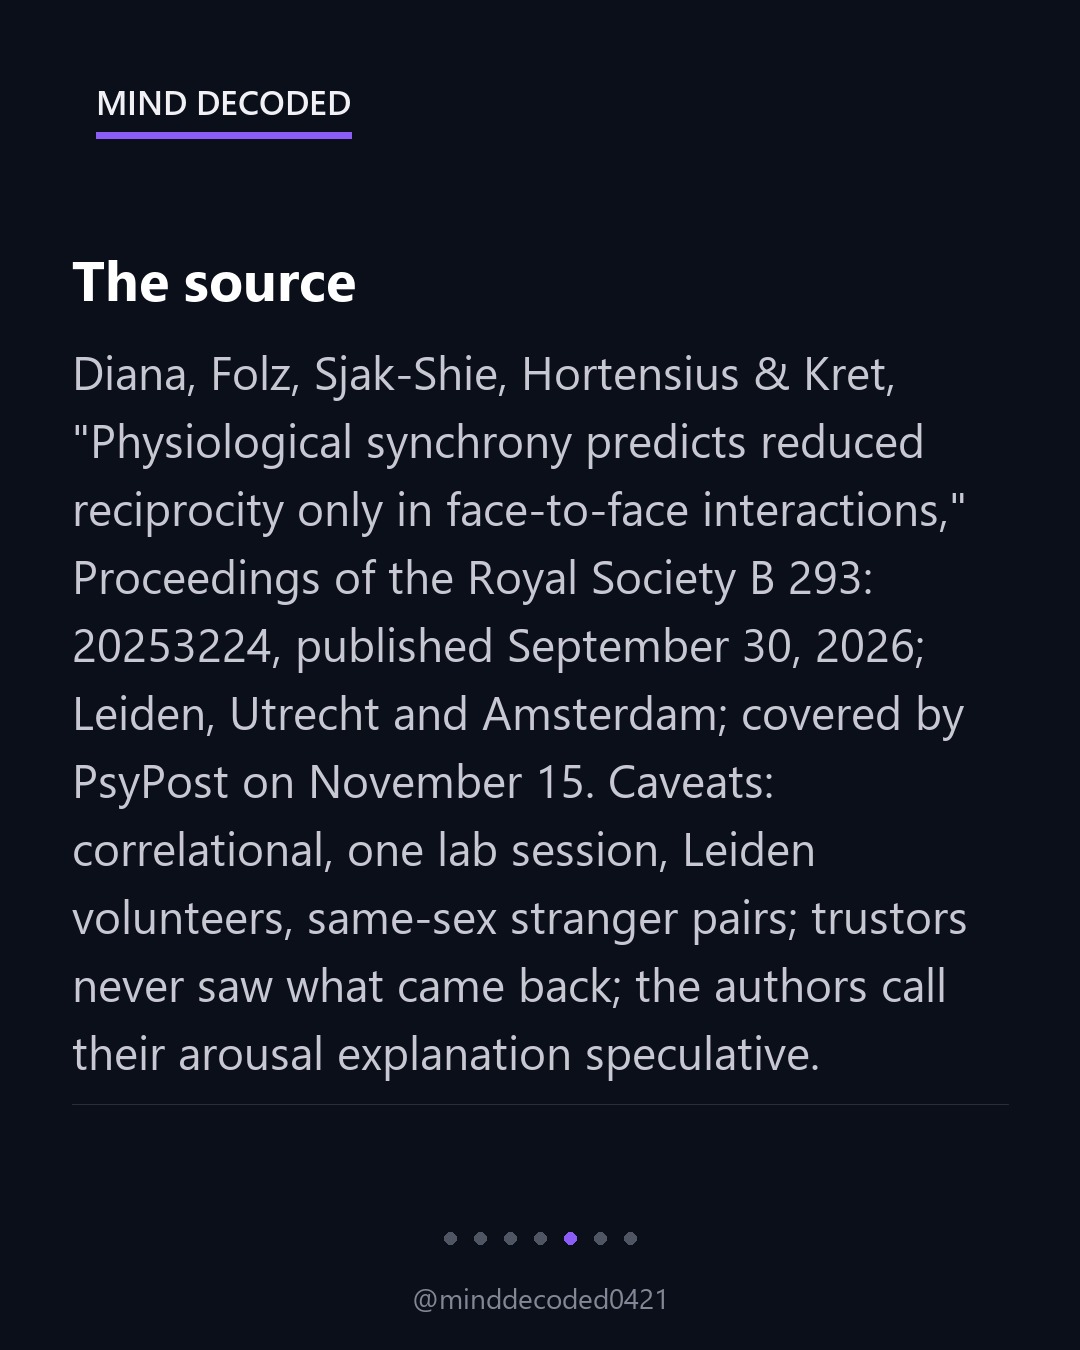 MIND DECODED
The source
Diana, Folz, Sjak-Shie, Hortensius & Kret,
"Physiological synchrony predicts reduced
reciprocity only in face-to-face interactions,"
Proceedings of the Royal Society B 293:
20253224, published September 30, 2026;
Leiden, Utrecht and Amsterdam; covered by
PsyPost on November 15. Caveats:
correlational, one lab session, Leiden
volunteers, same-sex stranger pairs; trustors
never saw what came back; the authors call
their arousal explanation speculative.
@minddecoded0421